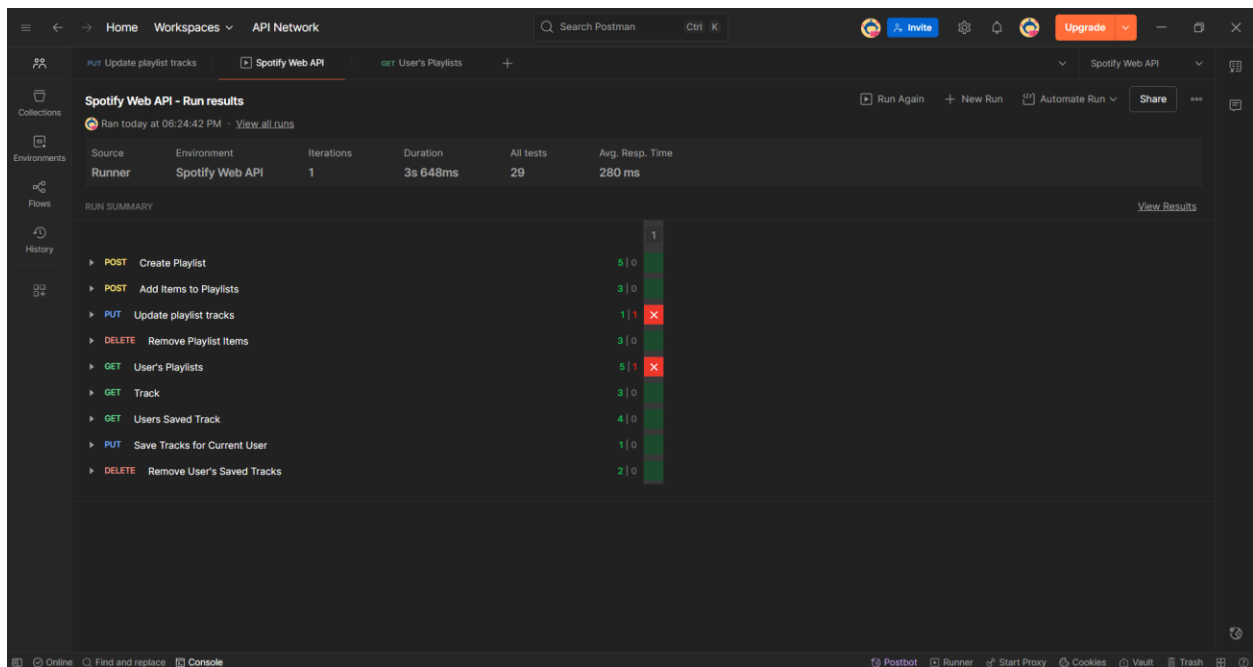 Home Workspaces API Network Search Postman Ctrl K Invite Upgrade
PUT Update playlist tracks Spotify Web API GET User's Playlists Spotify Web API
Collections
Environments
Flows
History
Spotify Web API - Run results
Run Again New Run Automate Run Share
Ran today at 06:24:42 PM · View all runs
Source Environment Iterations Duration All tests Avg. Resp. Time
Runner Spotify Web API 1 3s 648ms 29 280 ms
RUN SUMMARY View Results
1
POST Create Playlist 5 | 0
POST Add Items to Playlists 3 | 0
PUT Update playlist tracks 1 | 1
DELETE Remove Playlist Items 3 | 0
GET User's Playlists 5 | 1
GET Track 3 | 0
GET Users Saved Track 4 | 0
PUT Save Tracks for Current User 1 | 0
DELETE Remove User's Saved Tracks 2 | 0
Online Find and replace Console Postbot Runner Start Proxy Cookies Vault Trash